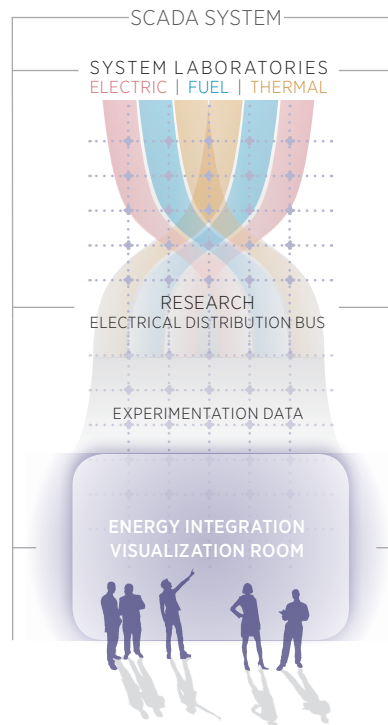 SCADA SYSTEM
SYSTEM LABORATORIES
ELECTRIC | FUEL | THERMAL
RESEARCH
ELECTRICAL DISTRIBUTION BUS
EXPERIMENTATION DATA
ENERGY INTEGRATION
VISUALIZATION ROOM